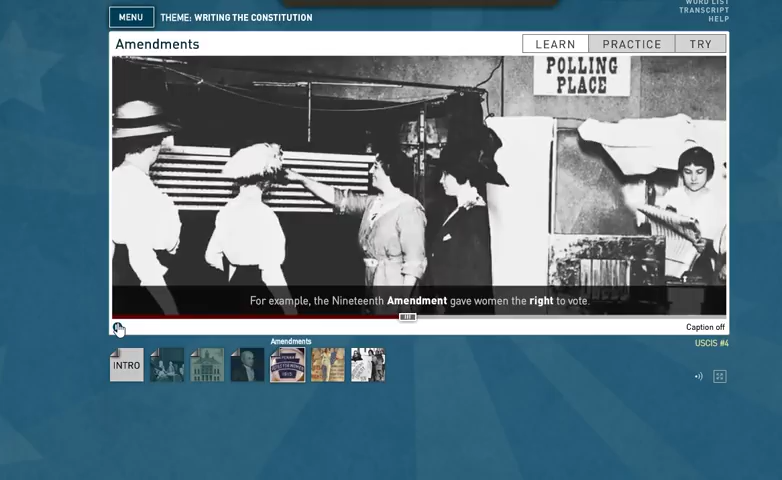 WORD LIST
TRANSCRIPT
HELP
MENU
THEME: WRITING THE CONSTITUTION
Amendments
LEARN
PRACTICE
TRY
POLLING
PLACE
For example, the Nineteenth Amendment gave women the right to vote.
Caption off
USCIS #4
Amendments
INTRO